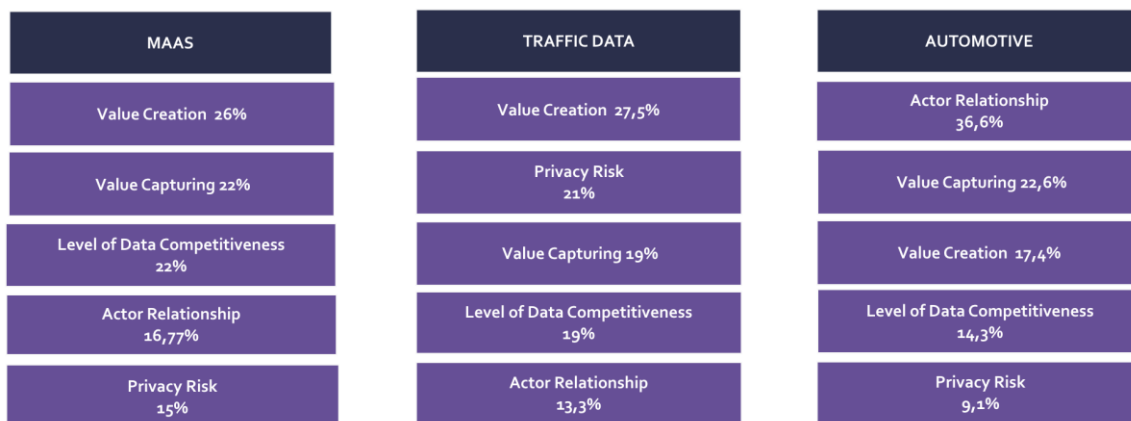 MAAS
Value Creation 26%
Value Capturing 22%
Level of Data Competitiveness
22%
Actor Relationship
16,77%
Privacy Risk
15%
TRAFFIC DATA
Value Creation 27,5%
Privacy Risk
21%
Value Capturing 19%
Level of Data Competitiveness
19%
Actor Relationship
13,3%
AUTOMOTIVE
Actor Relationship
36,6%
Value Capturing 22,6%
Value Creation 17,4%
Level of Data Competitiveness
14,3%
Privacy Risk
9,1%